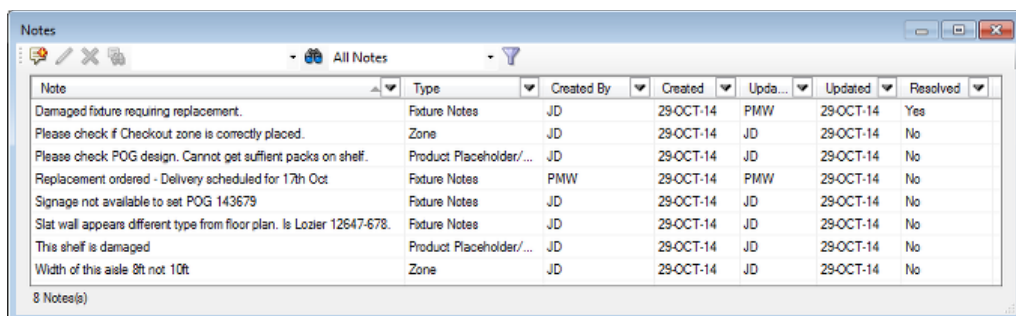 Notes
All Notes
Note Type Created By Created Upda... Updated Resolved
Damaged fixture requiring replacement. Fixture Notes JD 29-OCT-14 PMW 29-OCT-14 Yes
Please check if Checkout zone is correctly placed. Zone JD 29-OCT-14 JD 29-OCT-14 No
Please check POG design. Cannot get suffient packs on shelf. Product Placeholder/... JD 29-OCT-14 JD 29-OCT-14 No
Replacement ordered - Delivery scheduled for 17th Oct Fixture Notes PMW 29-OCT-14 PMW 29-OCT-14 No
Signage not available to set POG 143679 Fixture Notes JD 29-OCT-14 JD 29-OCT-14 No
Slat wall appears different type from floor plan. Is Lozier 12647-678. Fixture Notes JD 29-OCT-14 JD 29-OCT-14 No
This shelf is damaged Product Placeholder/... JD 29-OCT-14 JD 29-OCT-14 No
Width of this aisle 8ft not 10ft Zone JD 29-OCT-14 JD 29-OCT-14 No
8 Notes(s)